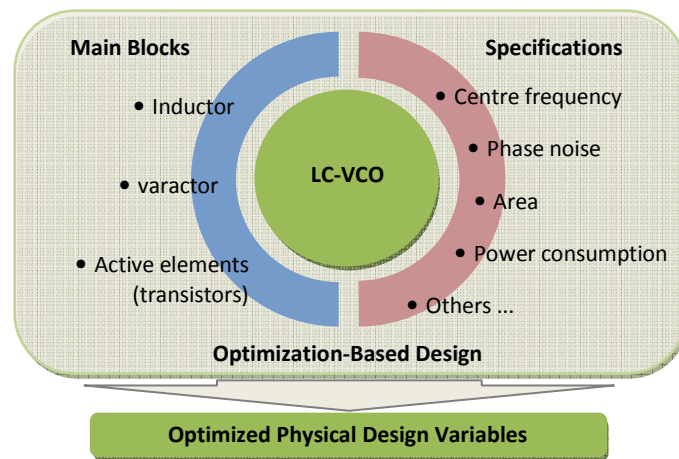 Main Blocks
• Inductor
• varactor
• Active elements
(transistors)
LC-VCO
Specifications
• Centre frequency
• Phase noise
• Area
• Power consumption
• Others ...
Optimization-Based Design
Optimized Physical Design Variables